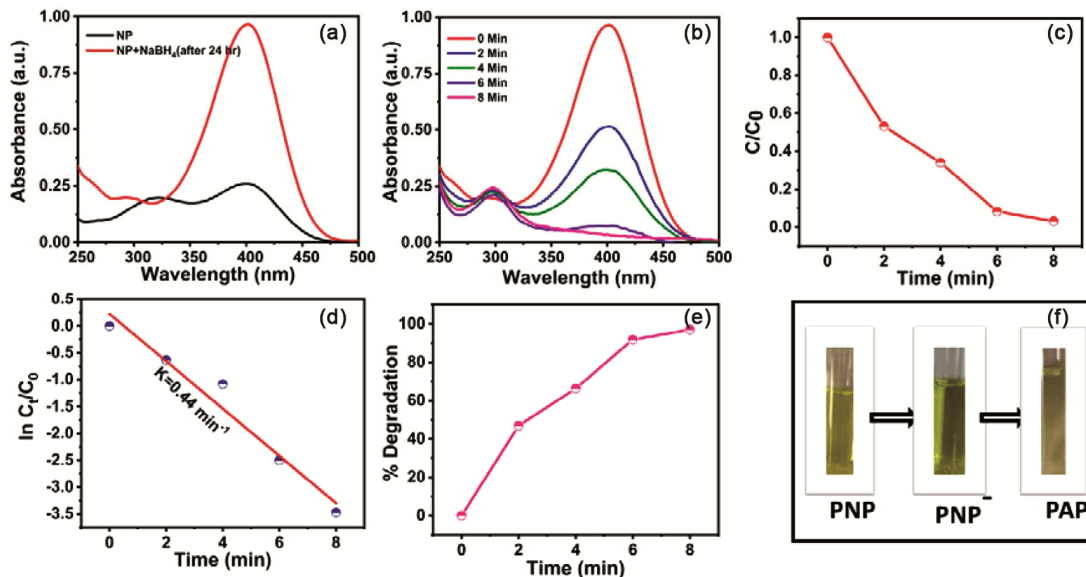 (a)
NP
NP+NaBH₄(after 24 hr)
Absorbance (a.u.)
1.00
0.75
0.50
0.25
0.00
250 300 350 400 450 500
Wavelength (nm)
(b)
0 Min
2 Min
4 Min
6 Min
8 Min
Absorbance (a.u.)
1.00
0.75
0.50
0.25
0.00
250 300 350 400 450 500
Wavelength (nm)
(c)
C/C0
1.0
0.8
0.6
0.4
0.2
0.0
0 2 4 6 8
Time (min)
(d)
ln Cₜ/C₀
0.5
0.0
-0.5
-1.0
-1.5
-2.0
-2.5
-3.0
-3.5
K=0.44 min⁻¹
0 2 4 6 8
Time (min)
(e)
% Degradation
100
80
60
40
20
0
0 2 4 6 8
Time (min)
(f)
PNP PNP⁻ PAP